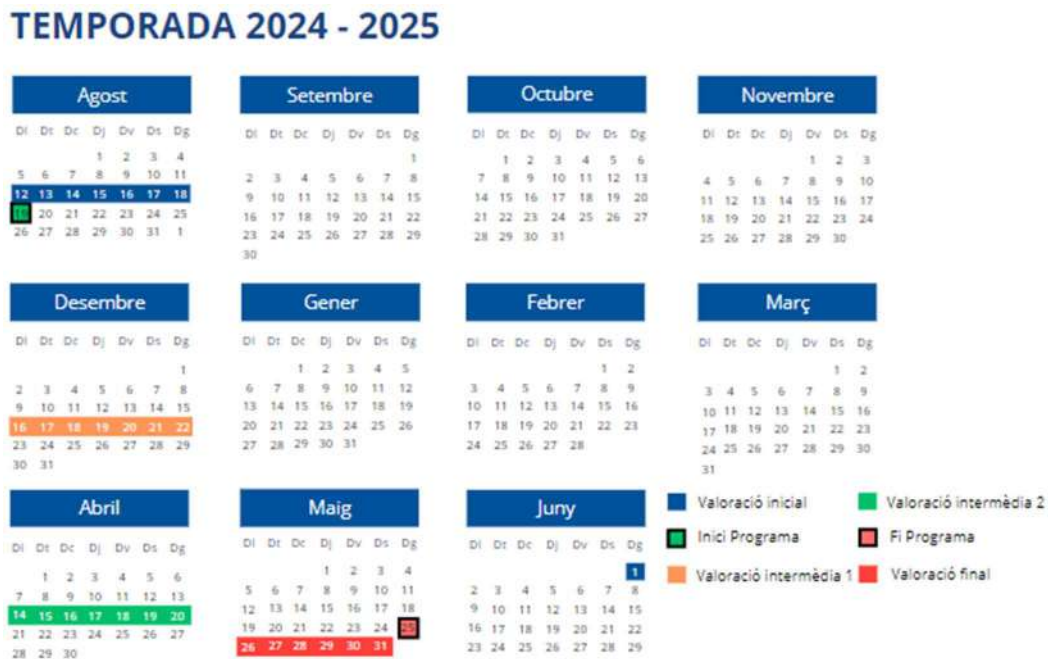 TEMPORADA 2024 - 2025
Agost
Dl Dt Dc Dj Dv Ds Dg
1 2 3 4
5 6 7 8 9 10 11
12 13 14 15 16 17 18
19 20 21 22 23 24 25
26 27 28 29 30 31 1
Setembre
Dl Dt Dc Dj Dv Ds Dg
1
2 3 4 5 6 7 8
9 10 11 12 13 14 15
16 17 18 19 20 21 22
23 24 25 26 27 28 29
30
Octubre
Dl Dt Dc Dj Dv Ds Dg
1 2 3 4 5 6
7 8 9 10 11 12 13
14 15 16 17 18 19 20
21 22 23 24 25 26 27
28 29 30 31
Novembre
Dl Dt Dc Dj Dv Ds Dg
1 2 3
4 5 6 7 8 9 10
11 12 13 14 15 16 17
18 19 20 21 22 23 24
25 26 27 28 29 30
Desembre
Dl Dt Dc Dj Dv Ds Dg
1
2 3 4 5 6 7 8
9 10 11 12 13 14 15
16 17 18 19 20 21 22
23 24 25 26 27 28 29
30 31
Gener
Dl Dt Dc Dj Dv Ds Dg
1 2 3 4 5
6 7 8 9 10 11 12
13 14 15 16 17 18 19
20 21 22 23 24 25 26
27 28 29 30 31
Febrer
Dl Dt Dc Dj Dv Ds Dg
1 2
3 4 5 6 7 8 9
10 11 12 13 14 15 16
17 18 19 20 21 22 23
24 25 26 27 28
Març
Dl Dt Dc Dj Dv Ds Dg
1 2
3 4 5 6 7 8 9
10 11 12 13 14 15 16
17 18 19 20 21 22 23
24 25 26 27 28 29 30
31
Abril
Dl Dt Dc Dj Dv Ds Dg
1 2 3 4 5 6
7 8 9 10 11 12 13
14 15 16 17 18 19 20
21 22 23 24 25 26 27
28 29 30
Maig
Dl Dt Dc Dj Dv Ds Dg
1 2 3 4
5 6 7 8 9 10 11
12 13 14 15 16 17 18
19 20 21 22 23 24 25
26 27 28 29 30 31
Juny
Dl Dt Dc Dj Dv Ds Dg
1
2 3 4 5 6 7 8
9 10 11 12 13 14 15
16 17 18 19 20 21 22
23 24 25 26 27 28 29
Valoració inicial
Valoració intermèdia 2
Inici Programa
Fi Programa
Valoració intermèdia 1
Valoració final